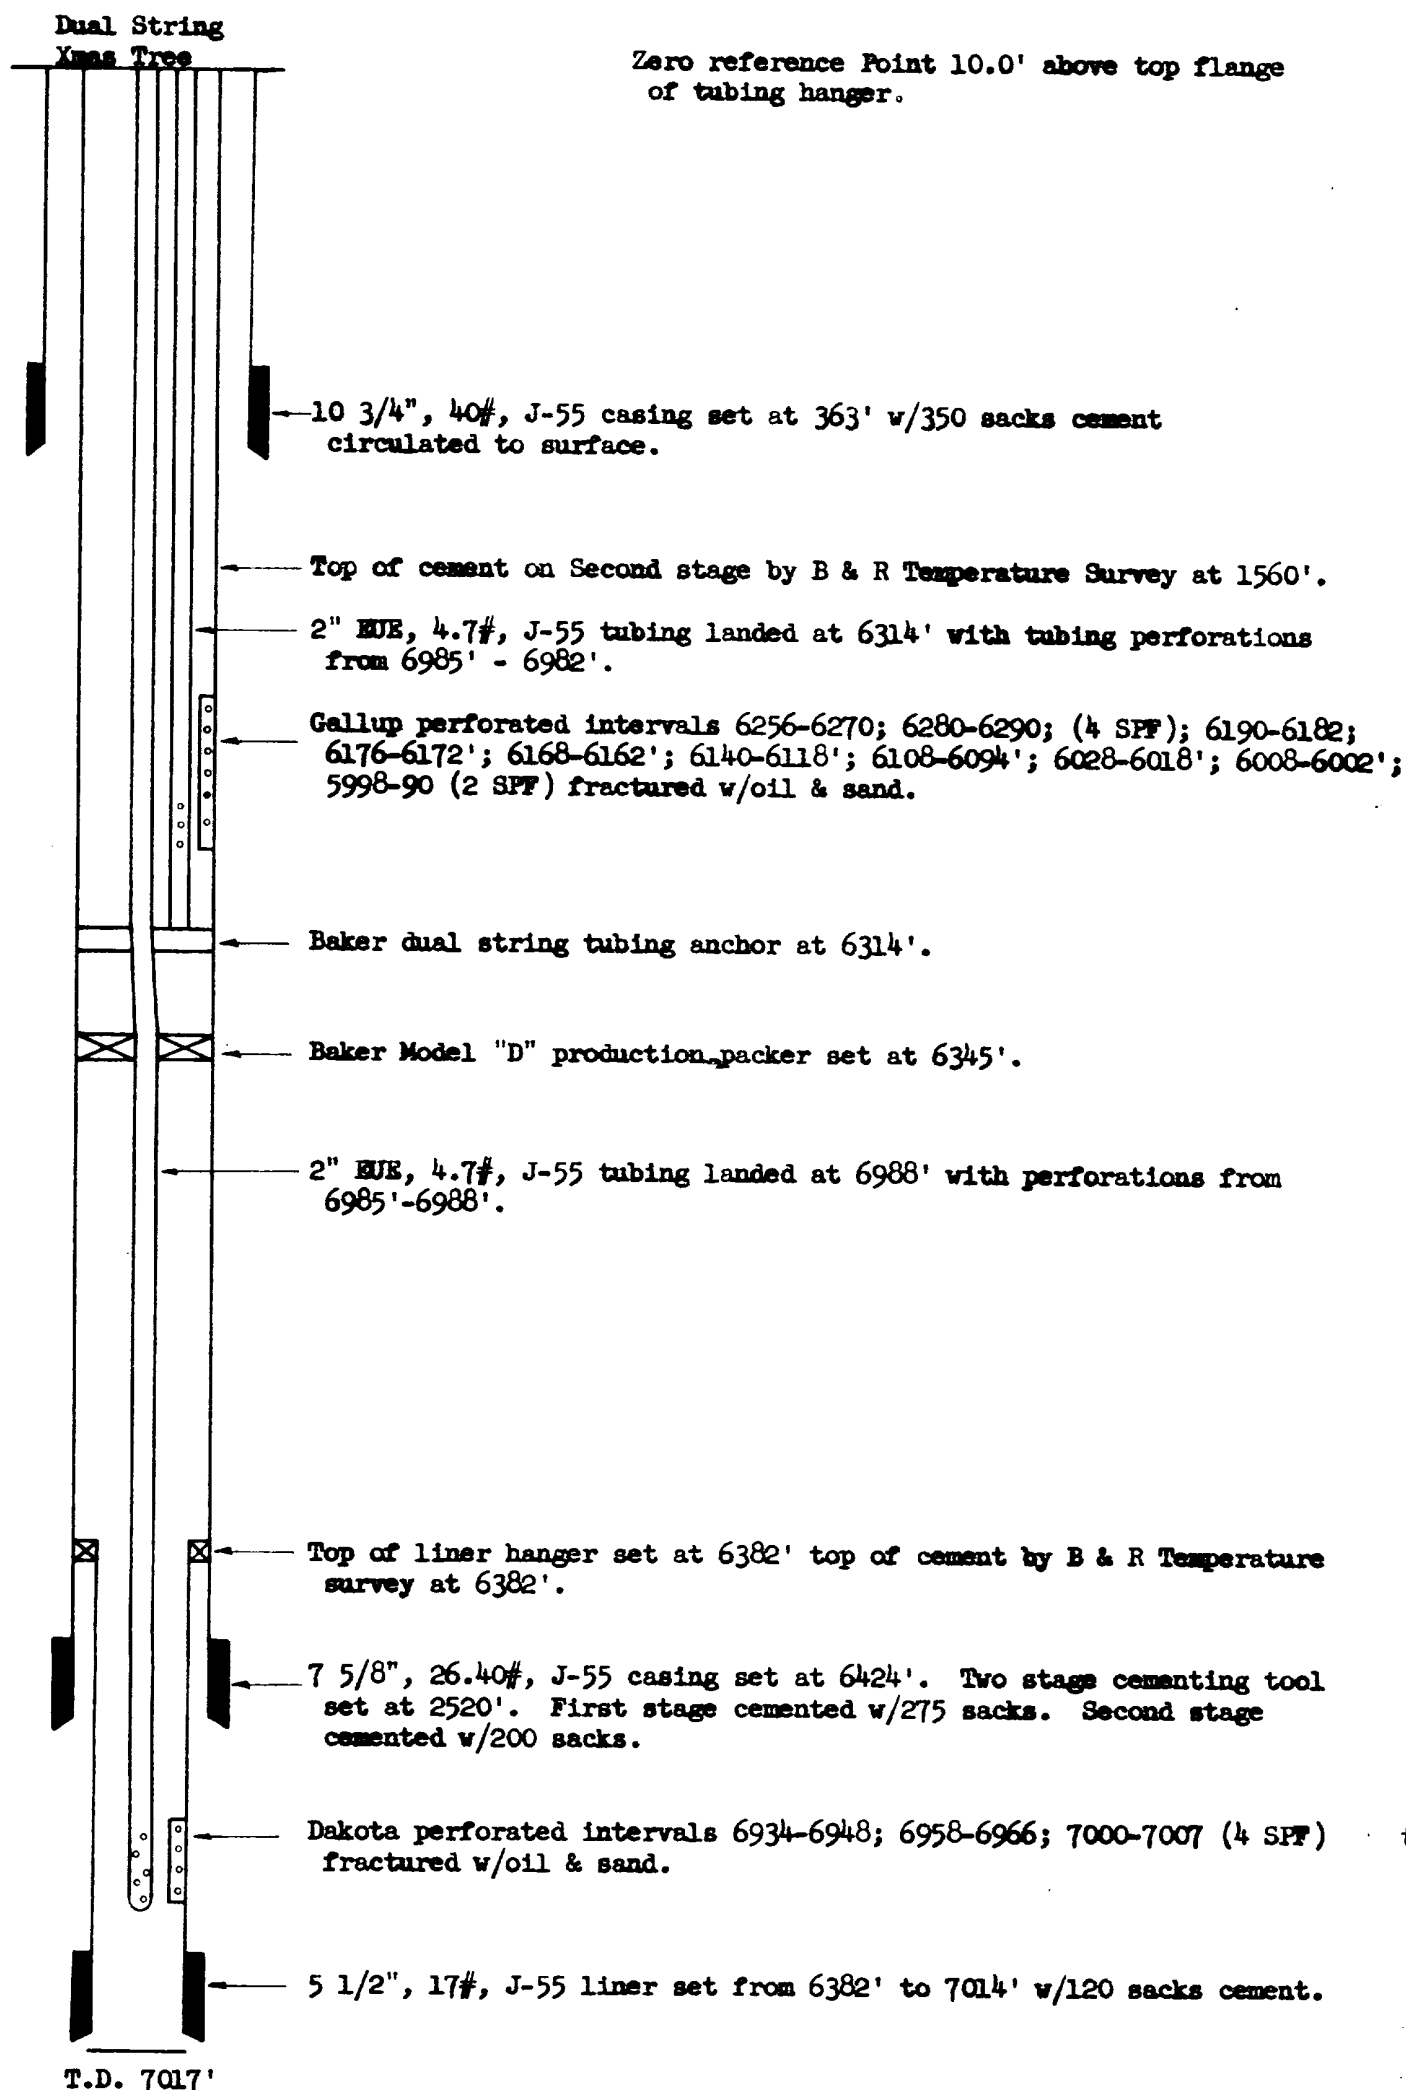 Dual String
Xmas Tree
Zero reference Point 10.0' above top flange
of tubing hanger.
10 3/4", 40#, J-55 casing set at 363' w/350 sacks cement
circulated to surface.
Top of cement on Second stage by B & R Temperature Survey at 1560'.
2" EUE, 4.7#, J-55 tubing landed at 6314' with tubing perforations
from 6985' - 6982'.
Gallup perforated intervals 6256-6270; 6280-6290; (4 SPF); 6190-6182;
6176-6172'; 6168-6162'; 6140-6118'; 6108-6094'; 6028-6018'; 6008-6002';
5998-90 (2 SPF) fractured w/oil & sand.
Baker dual string tubing anchor at 6314'.
Baker Model "D" production packer set at 6345'.
2" EUE, 4.7#, J-55 tubing landed at 6988' with perforations from
6985'-6988'.
Top of liner hanger set at 6382' top of cement by B & R Temperature
survey at 6382'.
7 5/8", 26.40#, J-55 casing set at 6424'. Two stage cementing tool
set at 2520'. First stage cemented w/275 sacks. Second stage
cemented w/200 sacks.
Dakota perforated intervals 6934-6948; 6958-6966; 7000-7007 (4 SPF)
fractured w/oil & sand.
5 1/2", 17#, J-55 liner set from 6382' to 7014' w/120 sacks cement.
T.D. 7017'